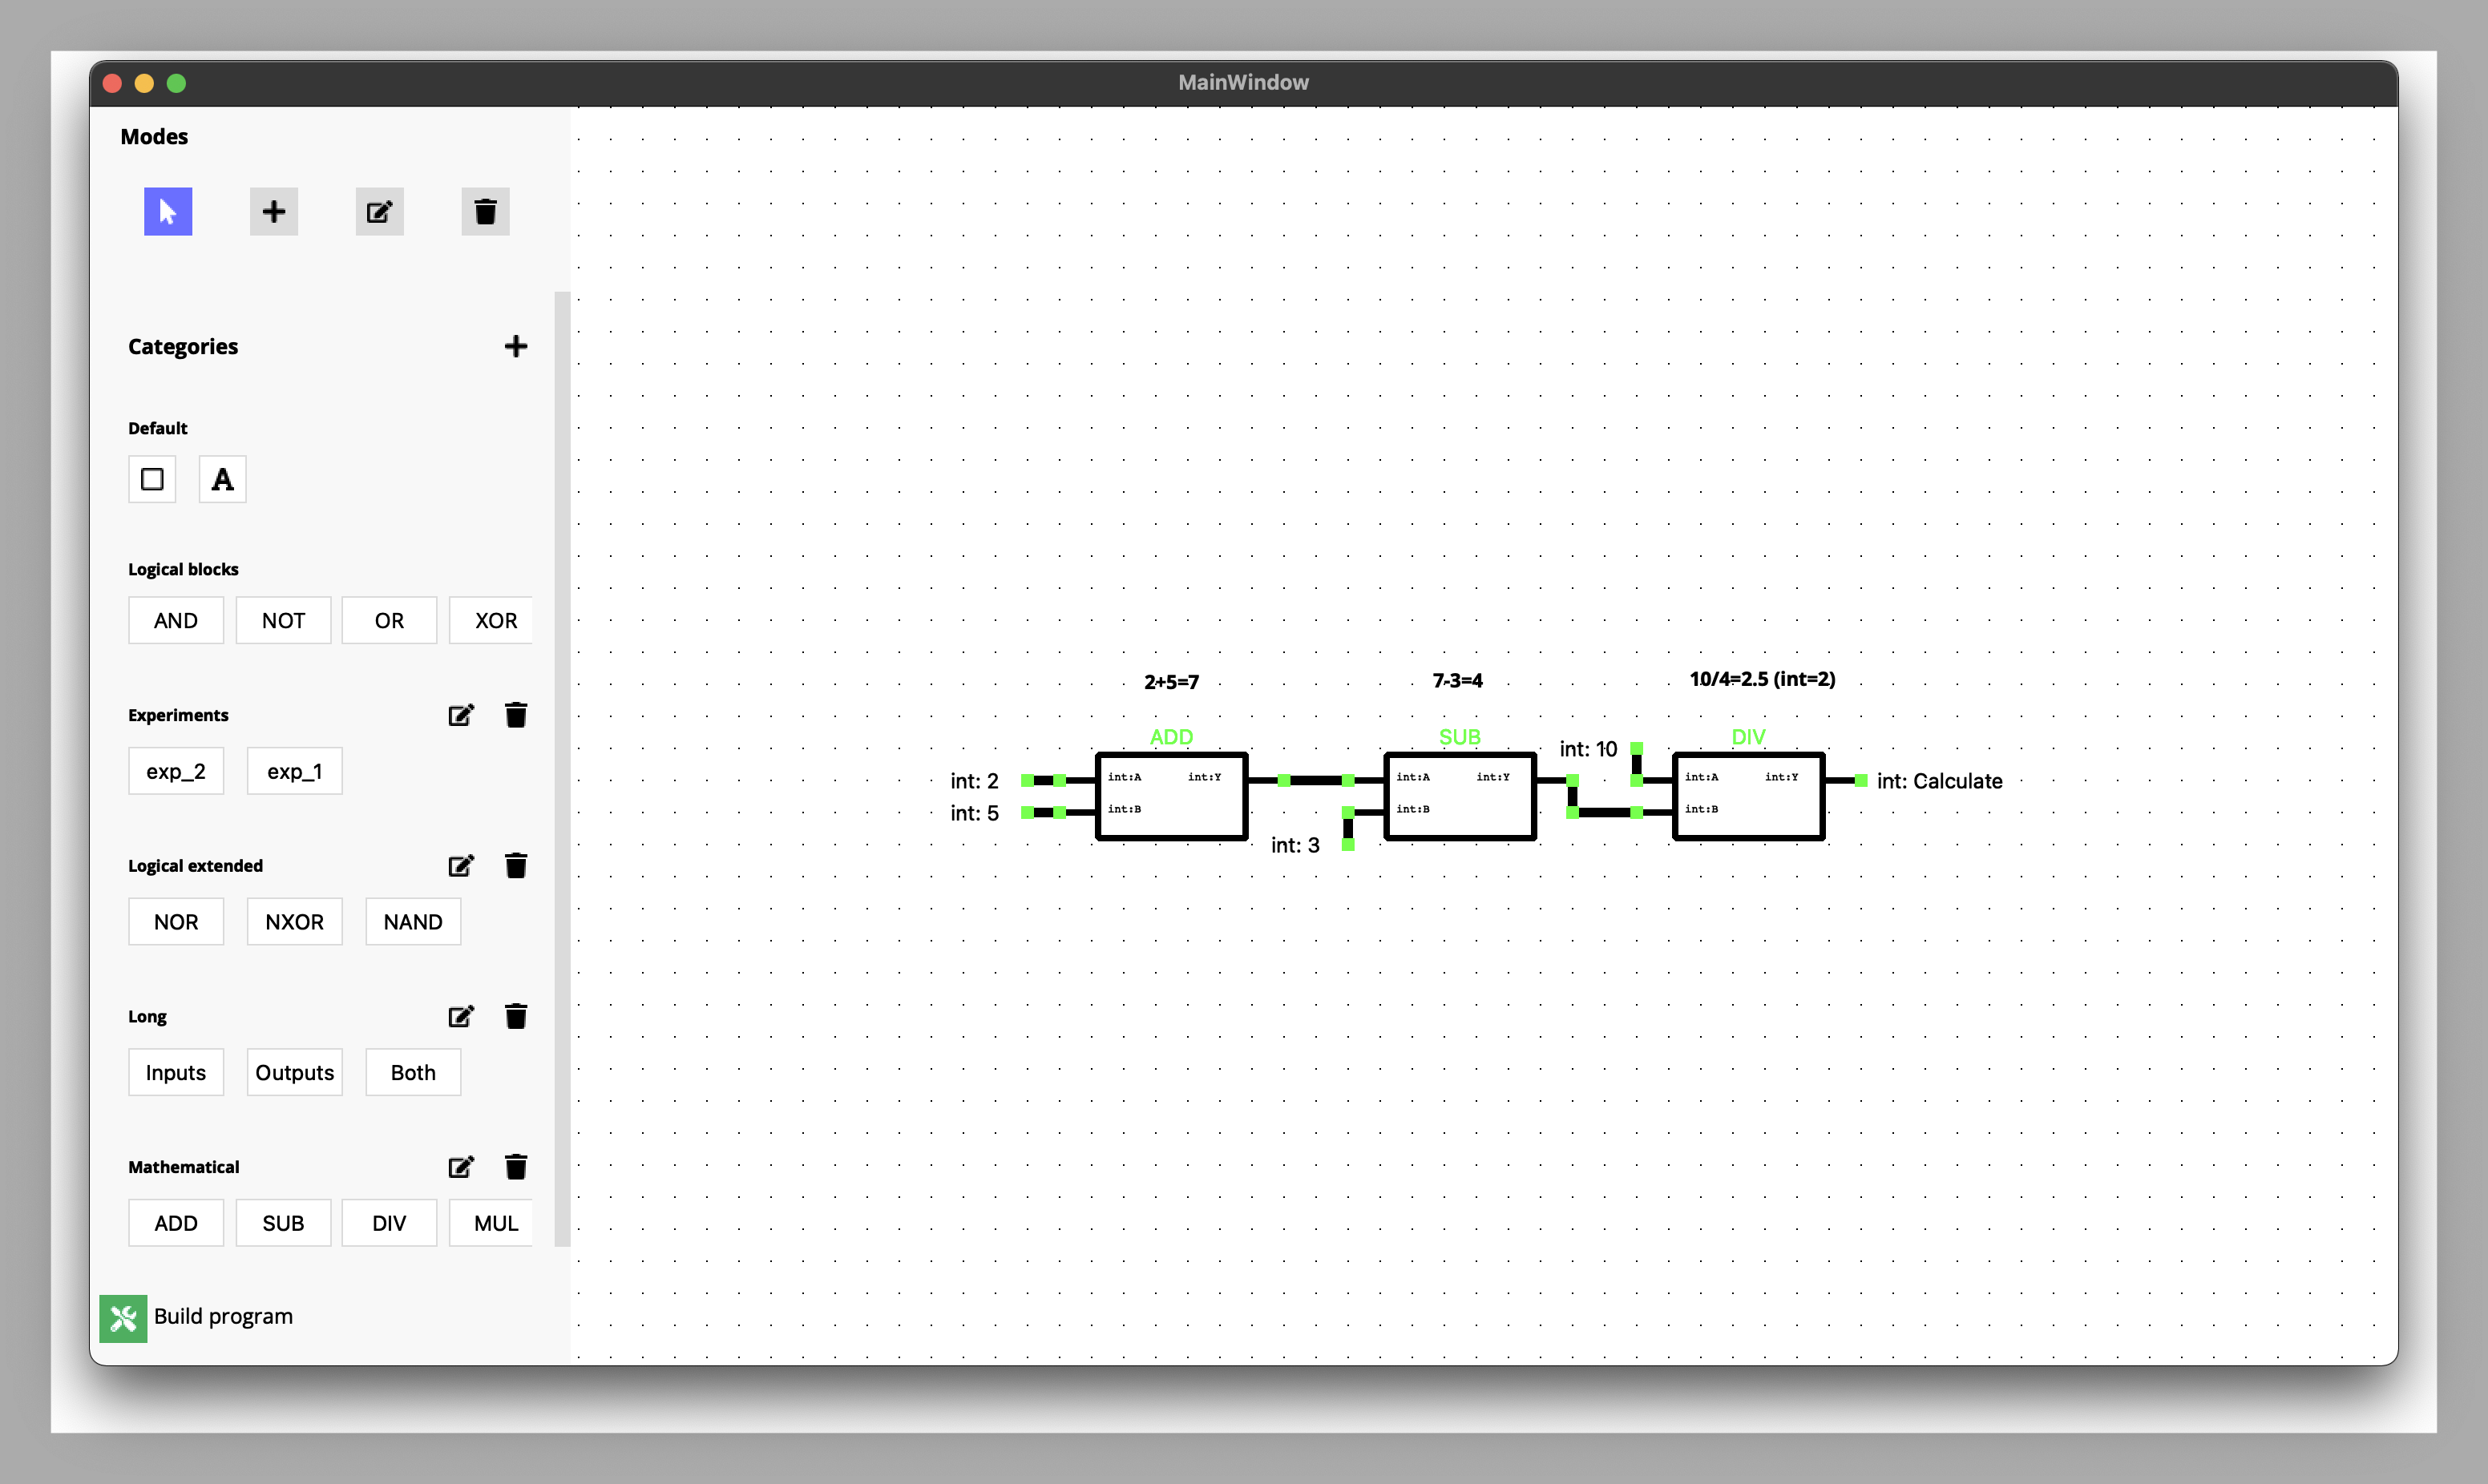 MainWindow
Modes
Categories
Default
A
Logical blocks
AND NOT OR XOR
Experiments
exp_2 exp_1
Logical extended
NOR NXOR NAND
Long
Inputs Outputs Both
Mathematical
ADD SUB DIV MUL
Build program
2+5=7 7-3=4 10/4=2.5 (int=2)
ADD SUB DIV
int: 10
int: 2 int:A int:Y int:A int:Y int:A int:Y int: Calculate
int: 5 int:B int:B int:B
int: 3